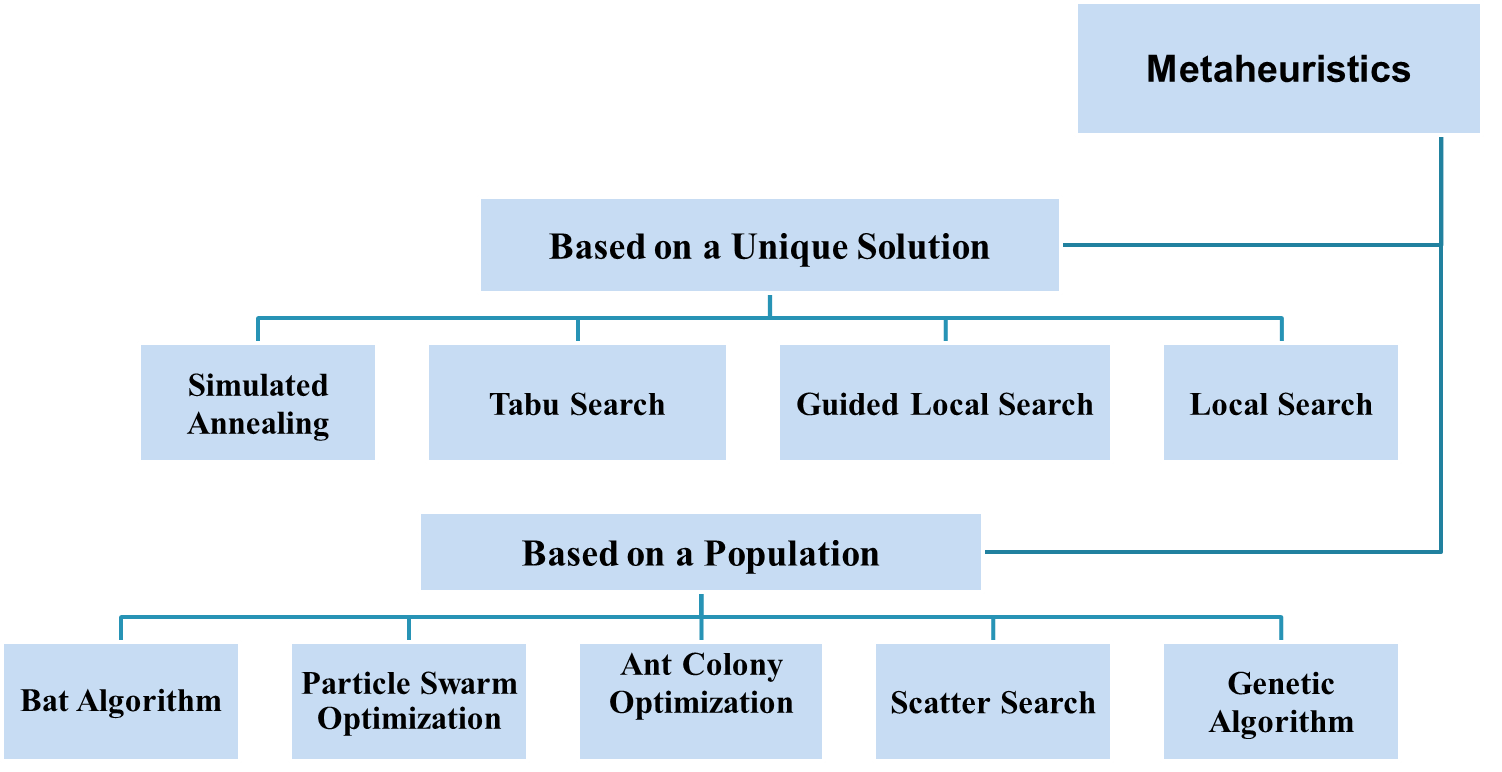 Metaheuristics
Based on a Unique Solution
Simulated
Annealing
Tabu Search
Guided Local Search
Local Search
Based on a Population
Bat Algorithm
Particle Swarm
Optimization
Ant Colony
Optimization
Scatter Search
Genetic
Algorithm